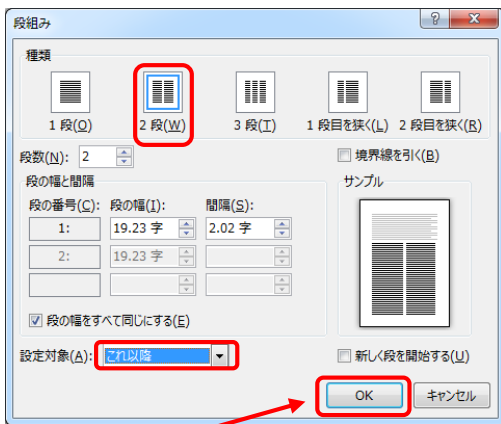 段組み
種類
1 段(O) 2 段(W) 3 段(T) 1 段目を狭く(L) 2 段目を狭く(R)
段数(N): 2 境界線を引く(B)
段の幅と間隔 サンプル
段の番号(C): 段の幅(I): 間隔(S):
1: 19.23 字 2.02 字
2: 19.23 字
段の幅をすべて同じにする(E)
設定対象(A): これ以降 新しく段を開始する(U)
OK キャンセル